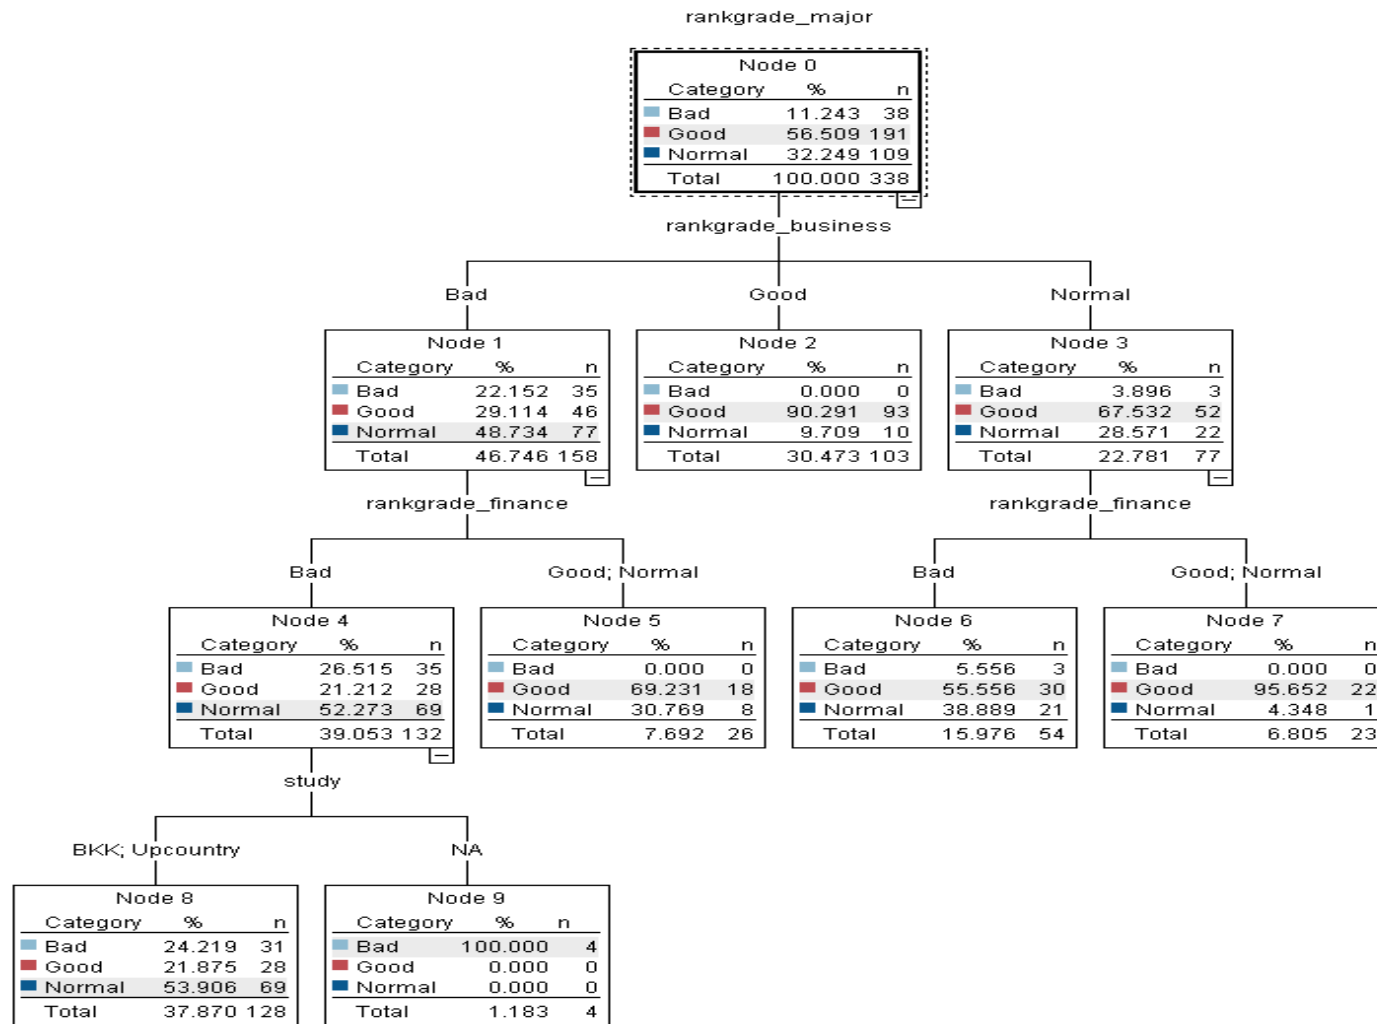 rankgrade_major
Node 0
Category % n
Bad 11.243 38
Good 56.509 191
Normal 32.249 109
Total 100.000 338
rankgrade_business
Bad
Good
Normal
Node 1
Category % n
Bad 22.152 35
Good 29.114 46
Normal 48.734 77
Total 46.746 158
Node 2
Category % n
Bad 0.000 0
Good 90.291 93
Normal 9.709 10
Total 30.473 103
Node 3
Category % n
Bad 3.896 3
Good 67.532 52
Normal 28.571 22
Total 22.781 77
rankgrade_finance
rankgrade_finance
Bad
Good; Normal
Bad
Good; Normal
Node 4
Category % n
Bad 26.515 35
Good 21.212 28
Normal 52.273 69
Total 39.053 132
Node 5
Category % n
Bad 0.000 0
Good 69.231 18
Normal 30.769 8
Total 7.692 26
Node 6
Category % n
Bad 5.556 3
Good 55.556 30
Normal 38.889 21
Total 15.976 54
Node 7
Category % n
Bad 0.000 0
Good 95.652 22
Normal 4.348 1
Total 6.805 23
study
BKK; Upcountry
NA
Node 8
Category % n
Bad 24.219 31
Good 21.875 28
Normal 53.906 69
Total 37.870 128
Node 9
Category % n
Bad 100.000 4
Good 0.000 0
Normal 0.000 0
Total 1.183 4